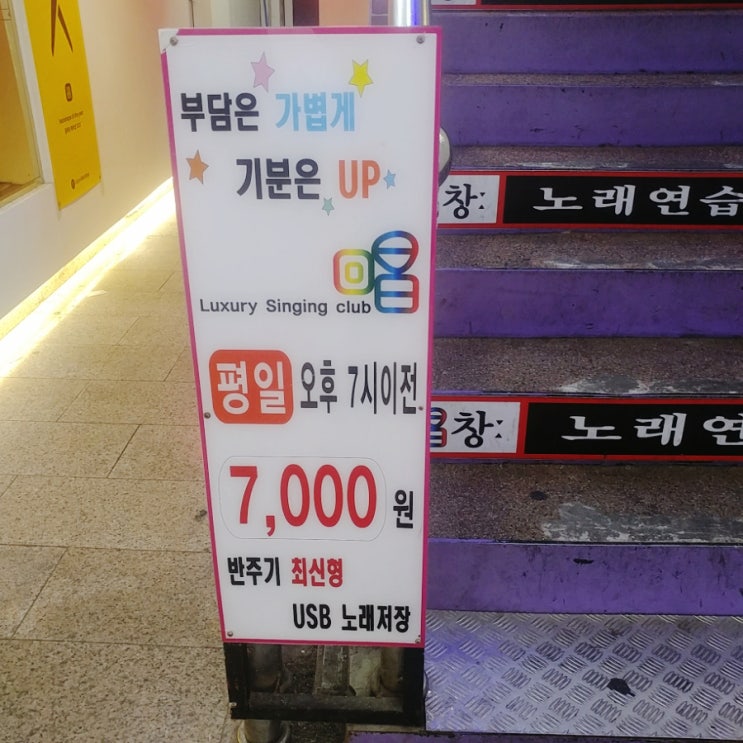 부담은 가볍게
기분은 UP
唱
Luxury Singing club
평일 오후 7시이전
7,000 원
반주기 최신형
USB 노래저장
창: 노래연습
창: 노래연